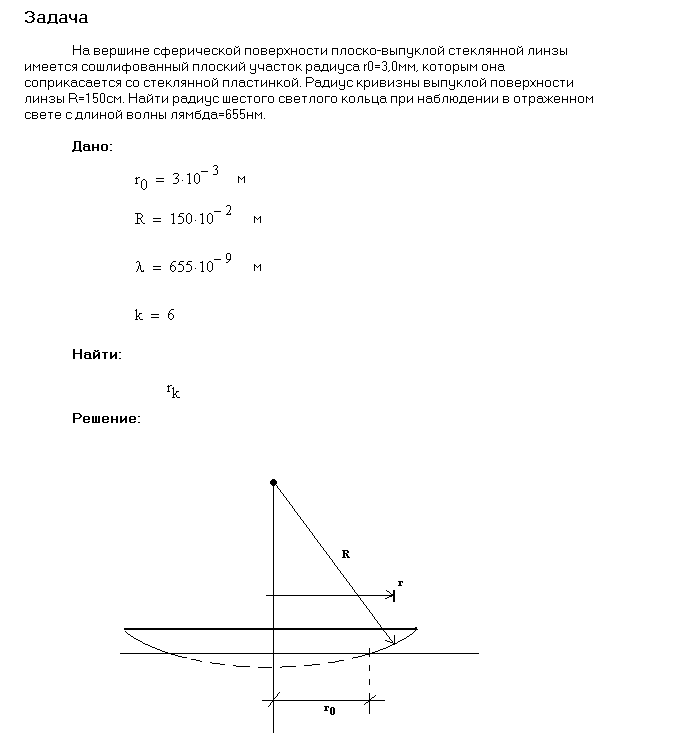 Задача
На вершине сферической поверхности плоско-выпуклой стеклянной линзы
имеется сошлифованный плоский участок радиуса r0=3,0мм, которым она
соприкасается со стеклянной пластинкой. Радиус кривизны выпуклой поверхности
линзы R=150см. Найти радиус шестого светлого кольца при наблюдении в отраженном
свете с длиной волны лямбда=655нм.
Дано:
r₀ = 3·10⁻³ м
R = 150·10⁻² м
λ = 655·10⁻⁹ м
k = 6
Найти:
rₖ
Решение:
R
r
r₀